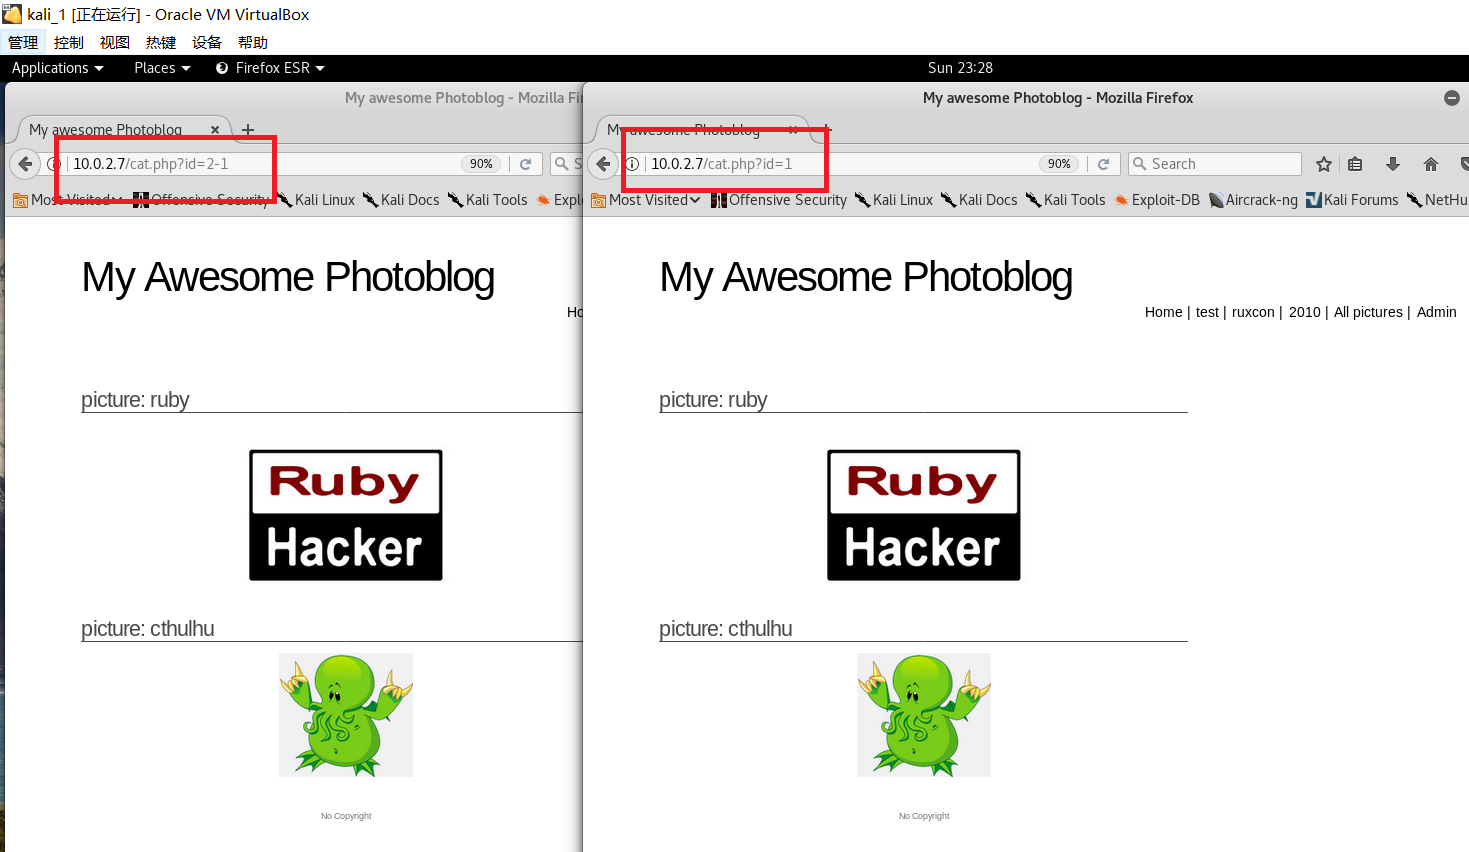 kali_1 [正在运行] - Oracle VM VirtualBox
管理 控制 视图 热键 设备 帮助
Applications Places Firefox ESR Sun 23:28
My awesome Photoblog - Mozilla Fi
My awesome Photoblog
10.0.2.7/cat.php?id=2-1 90% S
Most Visited Offensive Security Kali Linux Kali Docs Kali Tools Explo
My Awesome Photoblog
Ho
picture: ruby
Ruby
Hacker
picture: cthulhu
No Copyright
My awesome Photoblog - Mozilla Firefox
My awesome Photoblog
10.0.2.7/cat.php?id=1 90% Search
Most Visited Offensive Security Kali Linux Kali Docs Kali Tools Exploit-DB Aircrack-ng Kali Forums NetHu
My Awesome Photoblog
Home | test | ruxcon | 2010 | All pictures | Admin
picture: ruby
Ruby
Hacker
picture: cthulhu
No Copyright